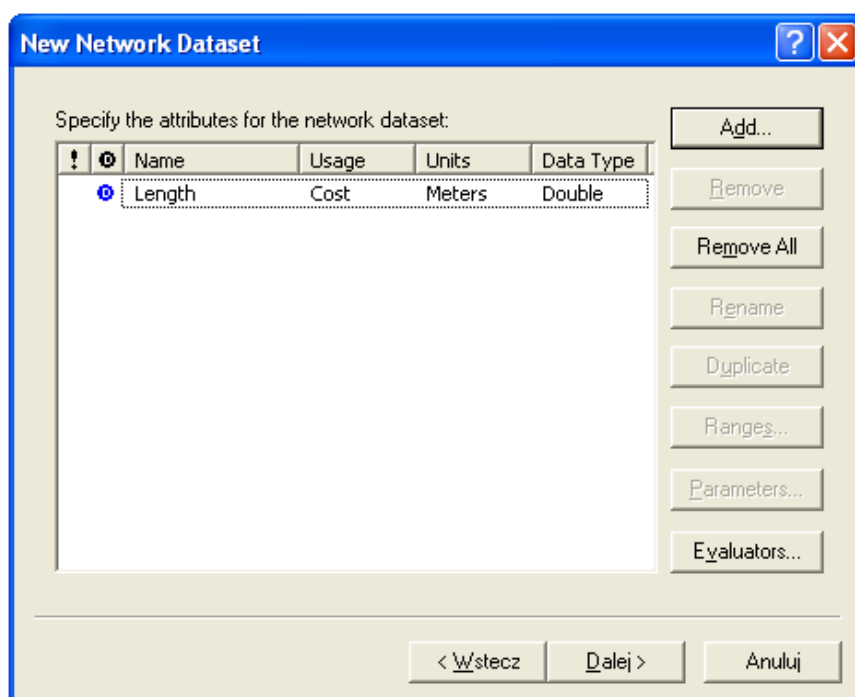 New Network Dataset
Specify the attributes for the network dataset:
! D Name Usage Units Data Type
D Length Cost Meters Double
Add...
Remove
Remove All
Rename
Duplicate
Ranges...
Parameters...
Evaluators...
< Wstecz
Dalej >
Anuluj